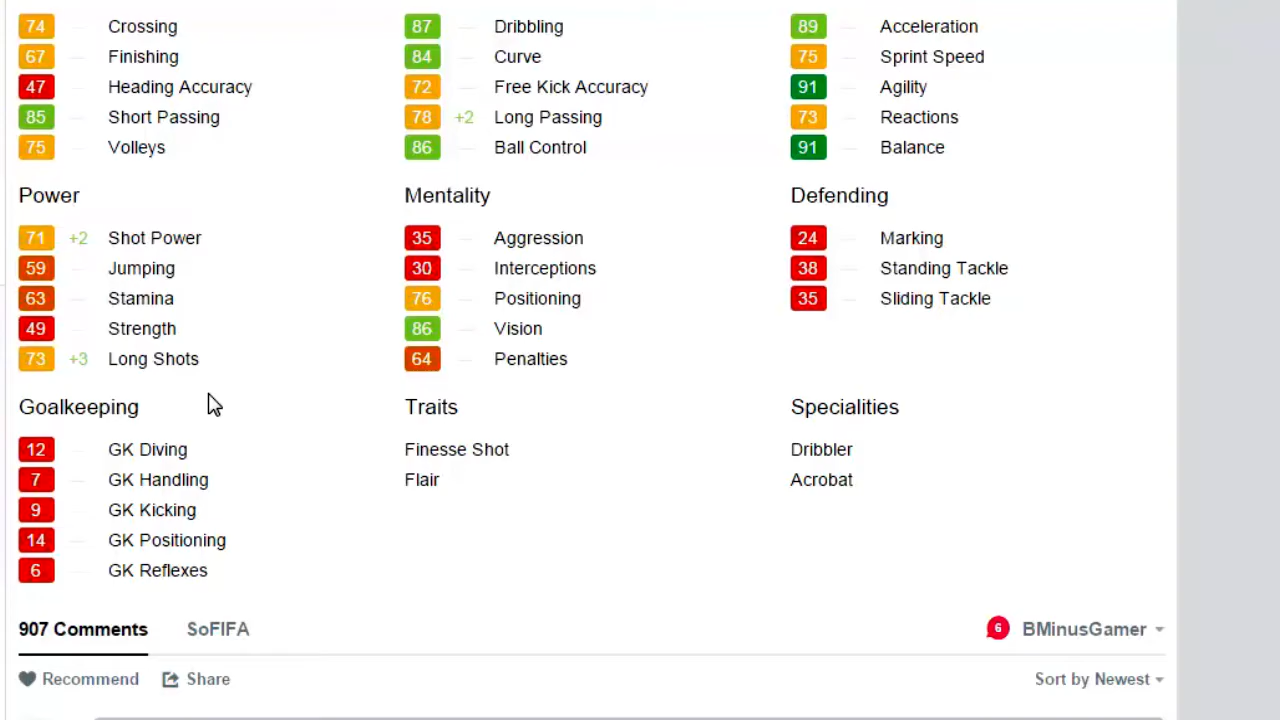 74 Crossing 87 Dribbling 89 Acceleration
67 Finishing 84 Curve 75 Sprint Speed
47 Heading Accuracy 72 Free Kick Accuracy 91 Agility
85 Short Passing 78 +2 Long Passing 73 Reactions
75 Volleys 86 Ball Control 91 Balance
Power Mentality Defending
71 +2 Shot Power 35 Aggression 24 Marking
59 Jumping 30 Interceptions 38 Standing Tackle
63 Stamina 76 Positioning 35 Sliding Tackle
49 Strength 86 Vision
73 +3 Long Shots 64 Penalties
Goalkeeping Traits Specialities
12 GK Diving Finesse Shot Dribbler
7 GK Handling Flair Acrobat
9 GK Kicking
14 GK Positioning
6 GK Reflexes
907 Comments SoFIFA 6 BMinusGamer
Recommend Share Sort by Newest